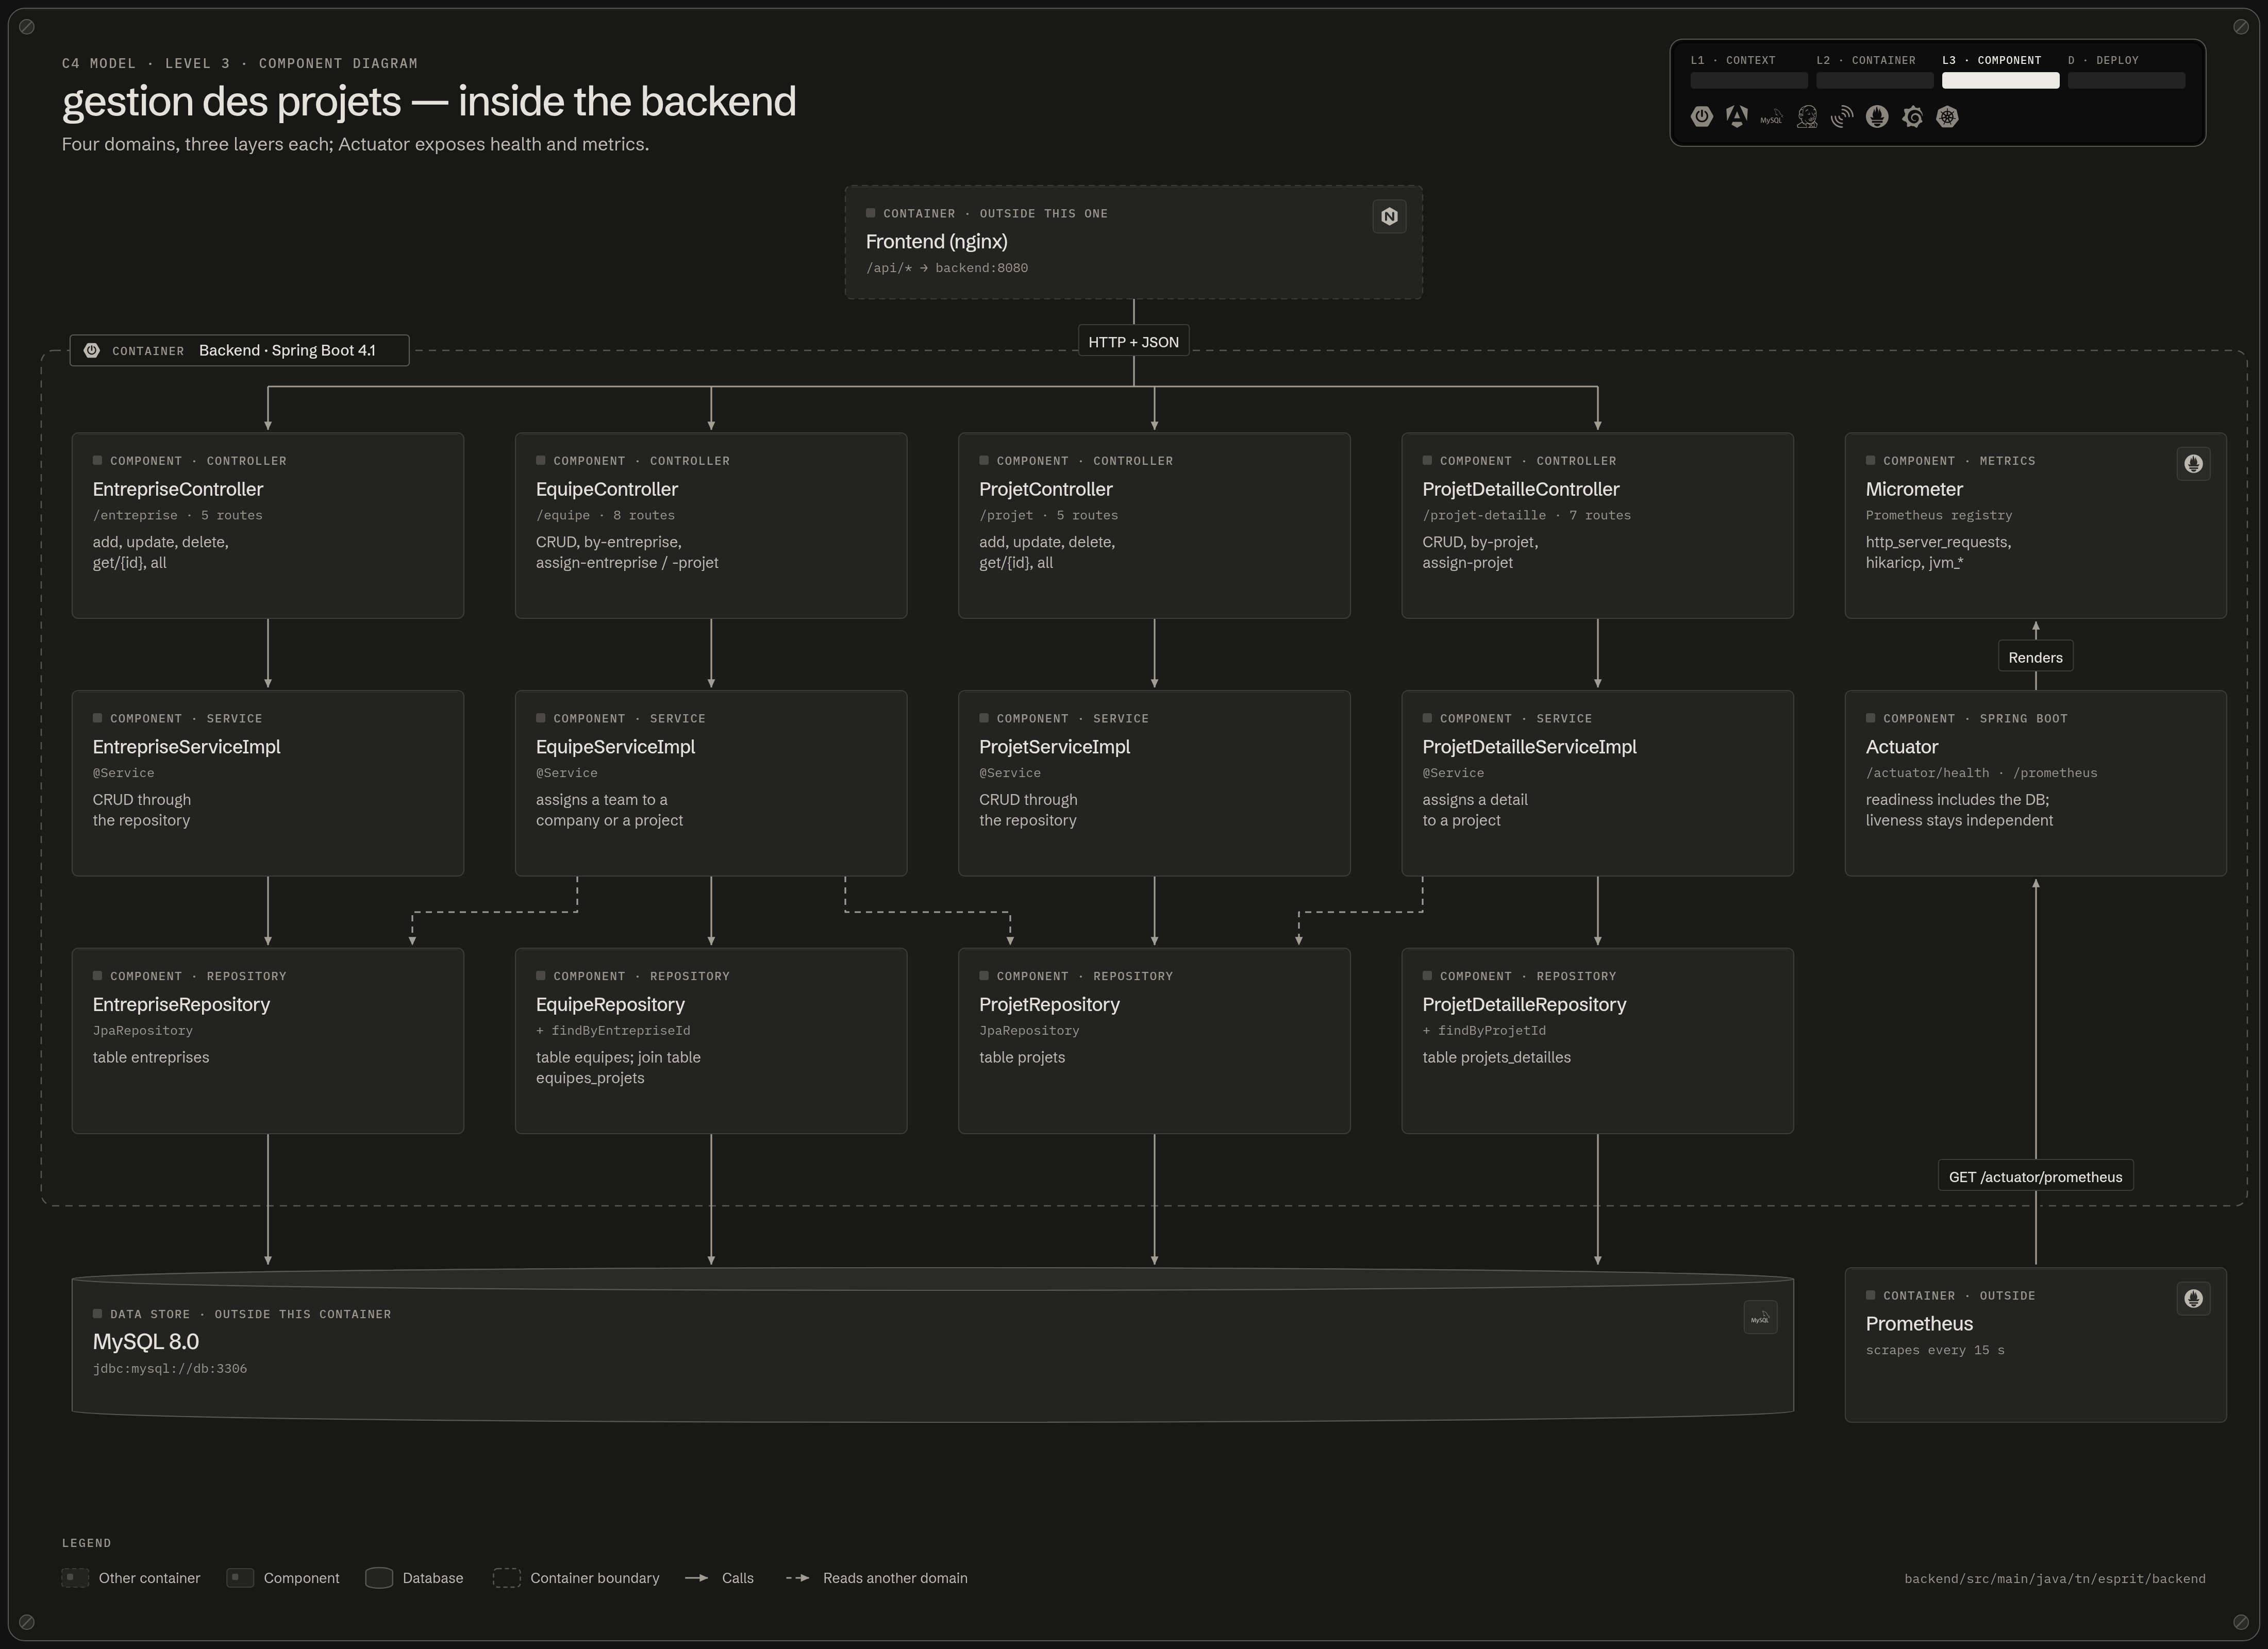 C4 MODEL · LEVEL 3 · COMPONENT DIAGRAM
gestion des projets — inside the backend
Four domains, three layers each; Actuator exposes health and metrics.
L1 · CONTEXT
L2 · CONTAINER
L3 · COMPONENT
D · DEPLOY
MySQL
CONTAINER · OUTSIDE THIS ONE
Frontend (nginx)
/api/* → backend:8080
HTTP + JSON
CONTAINER Backend · Spring Boot 4.1
COMPONENT · CONTROLLER
EntrepriseController
/entreprise · 5 routes
add, update, delete,
get/{id}, all
COMPONENT · CONTROLLER
EquipeController
/equipe · 8 routes
CRUD, by-entreprise,
assign-entreprise / -projet
COMPONENT · CONTROLLER
ProjetController
/projet · 5 routes
add, update, delete,
get/{id}, all
COMPONENT · CONTROLLER
ProjetDetailleController
/projet-detaille · 7 routes
CRUD, by-projet,
assign-projet
COMPONENT · METRICS
Micrometer
Prometheus registry
http_server_requests,
hikaricp, jvm_*
Renders
COMPONENT · SERVICE
EntrepriseServiceImpl
@Service
CRUD through
the repository
COMPONENT · SERVICE
EquipeServiceImpl
@Service
assigns a team to a
company or a project
COMPONENT · SERVICE
ProjetServiceImpl
@Service
CRUD through
the repository
COMPONENT · SERVICE
ProjetDetailleServiceImpl
@Service
assigns a detail
to a project
COMPONENT · SPRING BOOT
Actuator
/actuator/health · /prometheus
readiness includes the DB;
liveness stays independent
COMPONENT · REPOSITORY
EntrepriseRepository
JpaRepository
table entreprises
COMPONENT · REPOSITORY
EquipeRepository
+ findByEntrepriseId
table equipes; join table
equipes_projets
COMPONENT · REPOSITORY
ProjetRepository
JpaRepository
table projets
COMPONENT · REPOSITORY
ProjetDetailleRepository
+ findByProjetId
table projets_detailles
GET /actuator/prometheus
DATA STORE · OUTSIDE THIS CONTAINER
MySQL 8.0
jdbc:mysql://db:3306
MySQL
CONTAINER · OUTSIDE
Prometheus
scrapes every 15 s
LEGEND
Other container
Component
Database
Container boundary
Calls
Reads another domain
backend/src/main/java/tn/esprit/backend